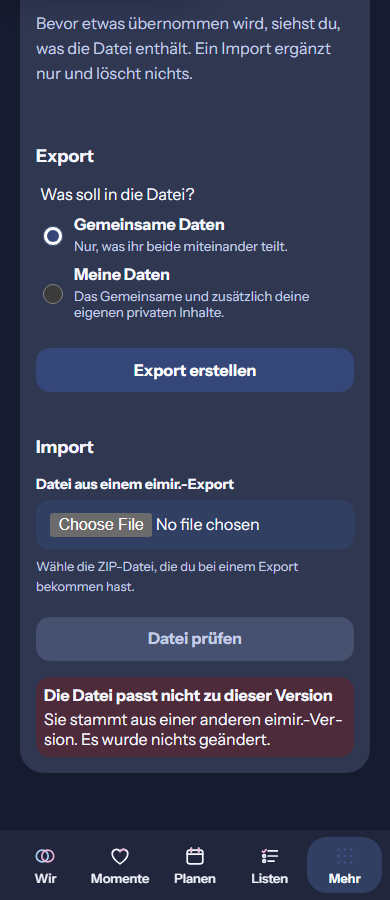 Bevor etwas übernommen wird, siehst du,
was die Datei enthält. Ein Import ergänzt
nur und löscht nichts.
Export
Was soll in die Datei?
Gemeinsame Daten
Nur, was ihr beide miteinander teilt.
Meine Daten
Das Gemeinsame und zusätzlich deine
eigenen privaten Inhalte.
Export erstellen
Import
Datei aus einem eimir.-Export
Choose File No file chosen
Wähle die ZIP-Datei, die du bei einem Export
bekommen hast.
Datei prüfen
Die Datei passt nicht zu dieser Version
Sie stammt aus einer anderen eimir.-Ver-
sion. Es wurde nichts geändert.
Wir
Momente
Planen
Listen
Mehr